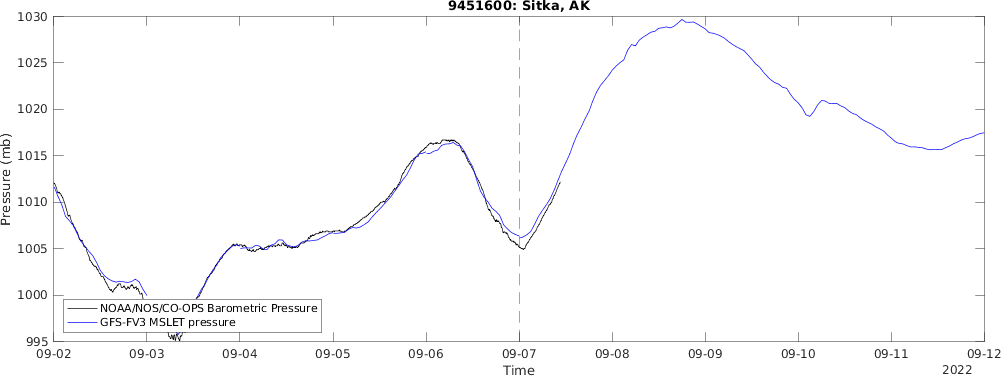 9451600: Sitka, AK
Pressure (mb)
1030
1025
1020
1015
1010
1005
1000
995
NOAA/NOS/CO-OPS Barometric Pressure
GFS-FV3 MSLET pressure
09-02 09-03 09-04 09-05 09-06 09-07 09-08 09-09 09-10 09-11 09-12
Time
2022